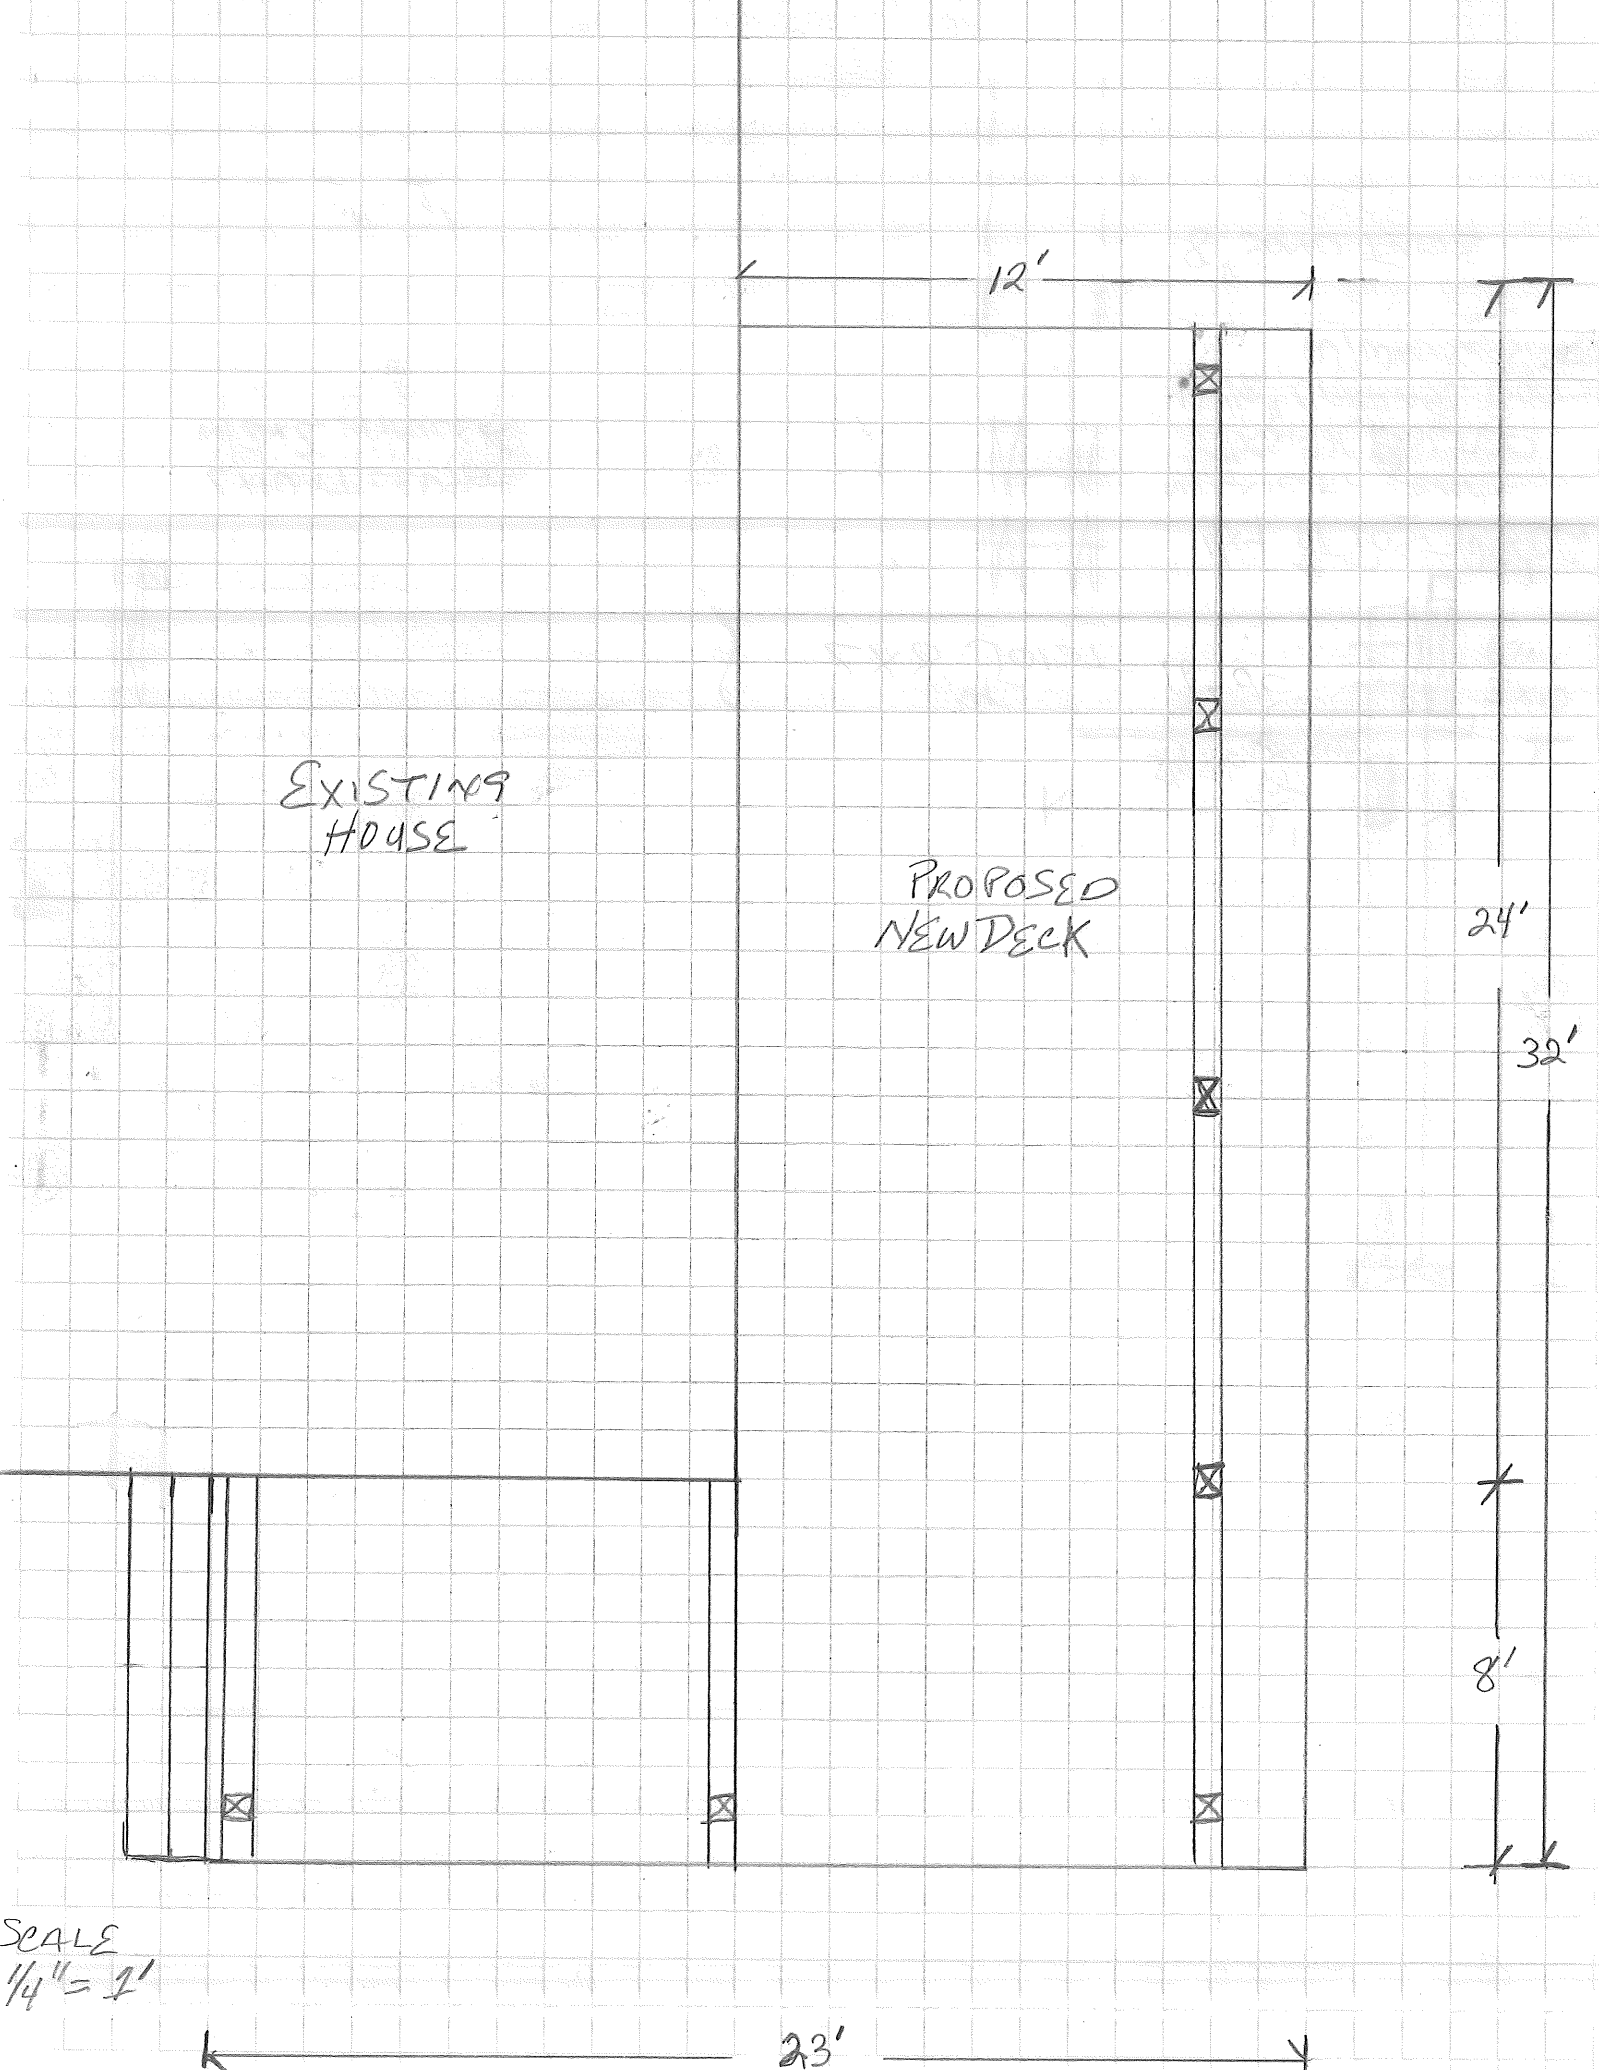 12'
EXISTING
HOUSE
PROPOSED
NEW DECK
24'
32'
8'
SCALE
1/4" = 1'
23'